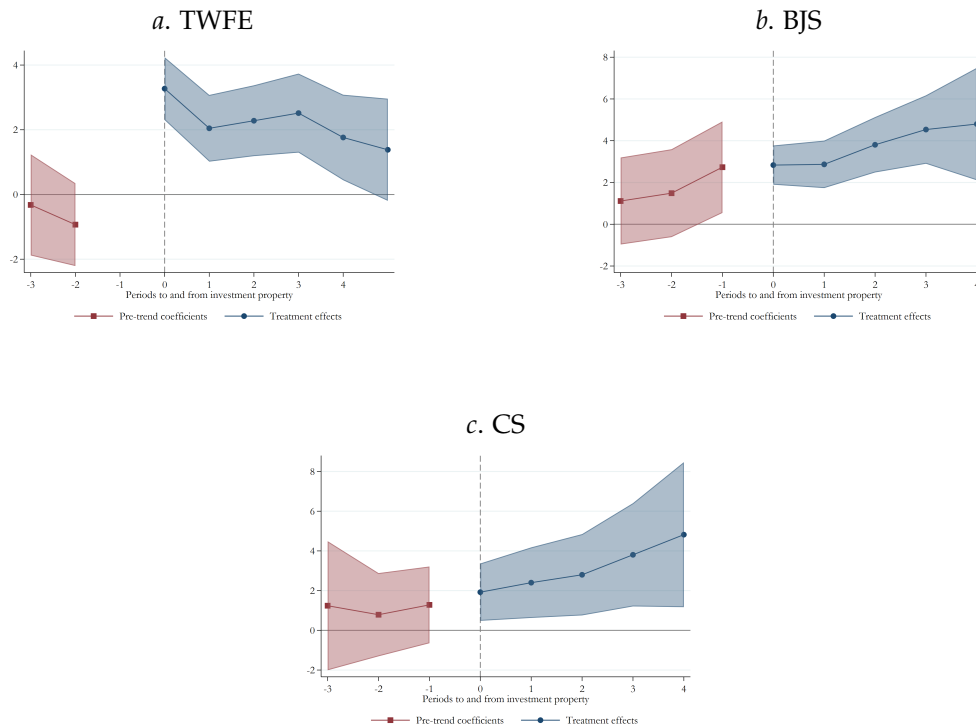 a. TWFE
4
2
0
-2
-3 -2 -1 0 1 2 3 4
Periods to and from investment property
Pre-trend coefficients Treatment effects
b. BJS
8
6
4
2
0
-2
-3 -2 -1 0 1 2 3 4
Periods to and from investment property
Pre-trend coefficients Treatment effects
c. CS
8
6
4
2
0
-2
-3 -2 -1 0 1 2 3 4
Periods to and from investment property
Pre-trend coefficients Treatment effects